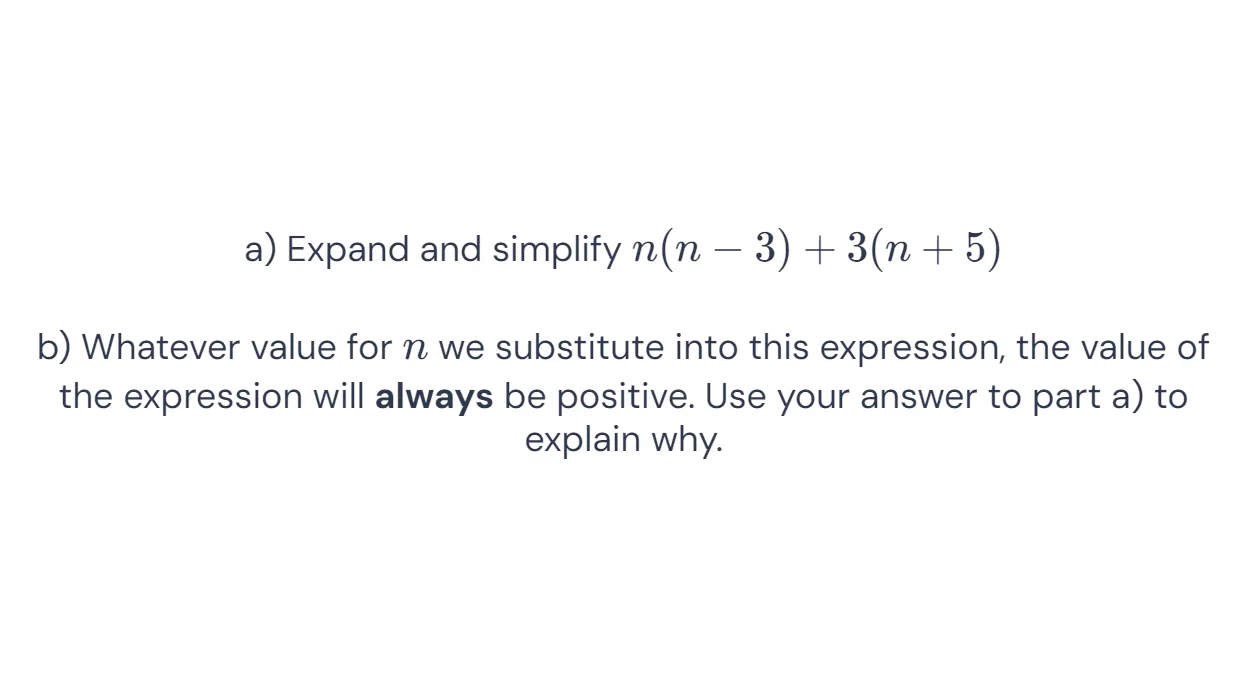 a) Expand and simplify n(n − 3) + 3(n + 5)
b) Whatever value for n we substitute into this expression, the value of
the expression will always be positive. Use your answer to part a) to
explain why.